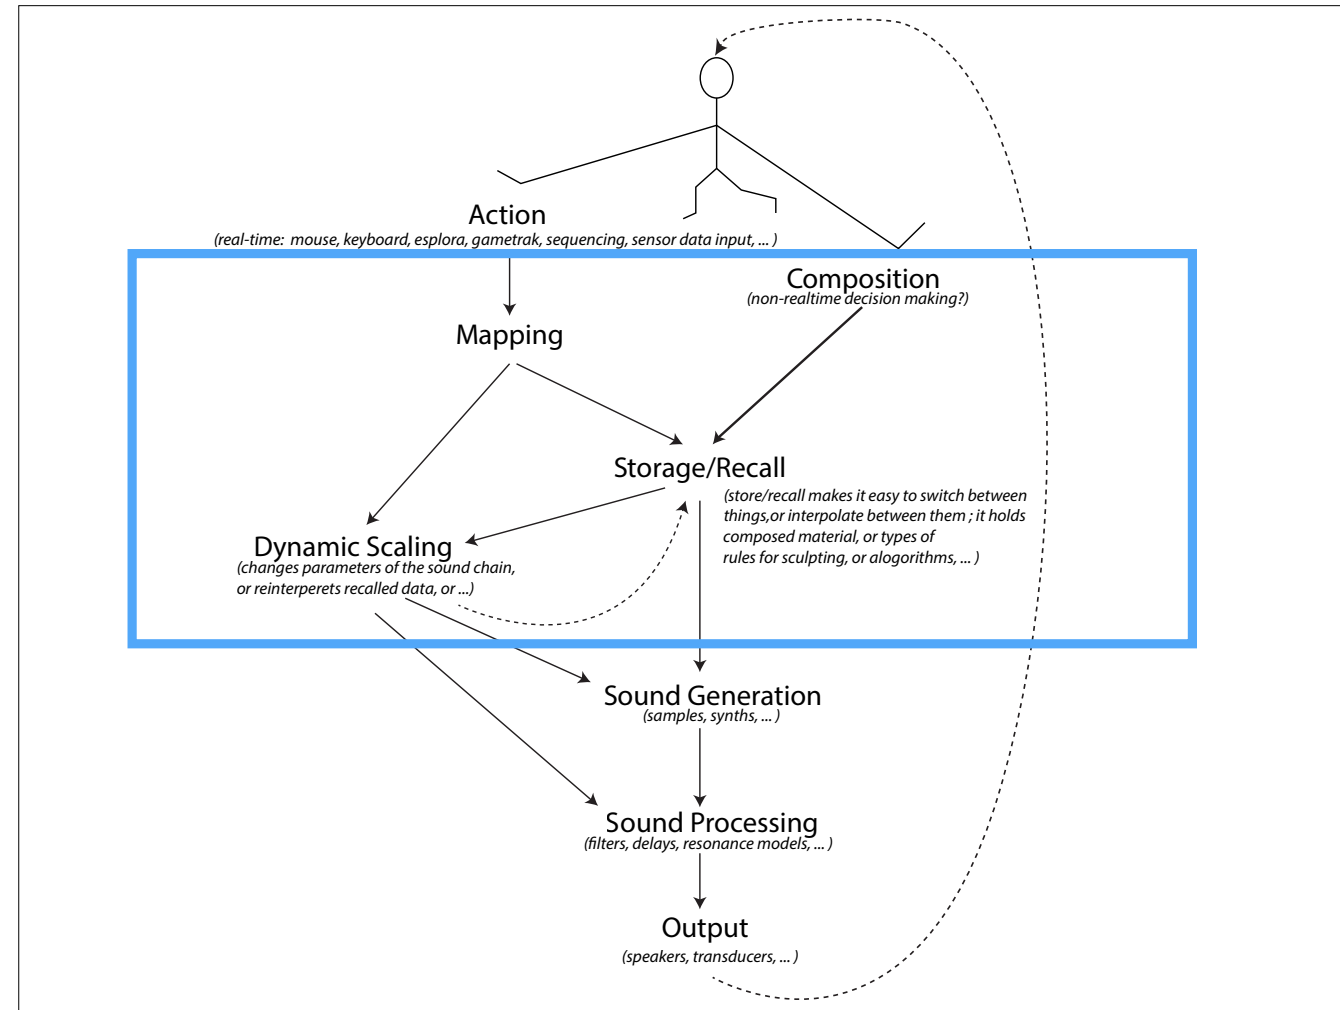 Action
(real-time: mouse, keyboard, esplora, gametrak, sequencing, sensor data input, ... )
Composition
(non-realtime decision making?)
Mapping
Storage/Recall
(store/recall makes it easy to switch between
things,or interpolate between them ; it holds
composed material, or types of
rules for sculpting, or alogorithms, ... )
Dynamic Scaling
(changes parameters of the sound chain,
or reinterperets recalled data, or ...)
Sound Generation
(samples, synths, ... )
Sound Processing
(filters, delays, resonance models, ... )
Output
(speakers, transducers, ... )